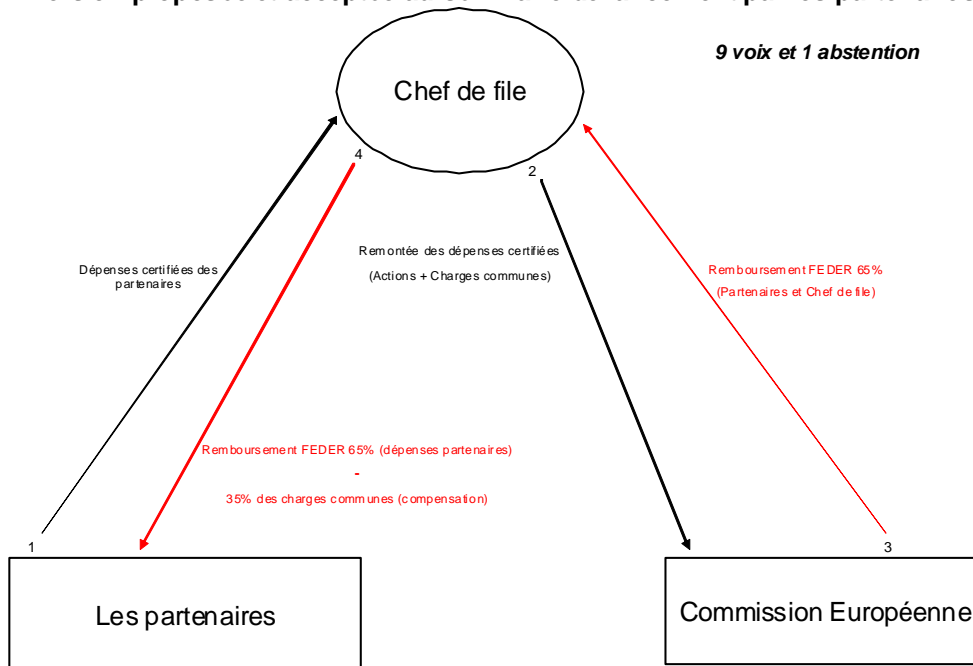 9 voix et 1 abstention
Chef de file
4
2
Dépenses certifiées des
partenaires
Remontée des dépenses certifiées
(Actions + Charges communes)
Remboursement FEDER 65%
(Partenaires et Chef de file)
Remboursement FEDER 65% (dépenses partenaires)
-
35% des charges communes (compensation)
1
3
Les partenaires
Commission Européenne